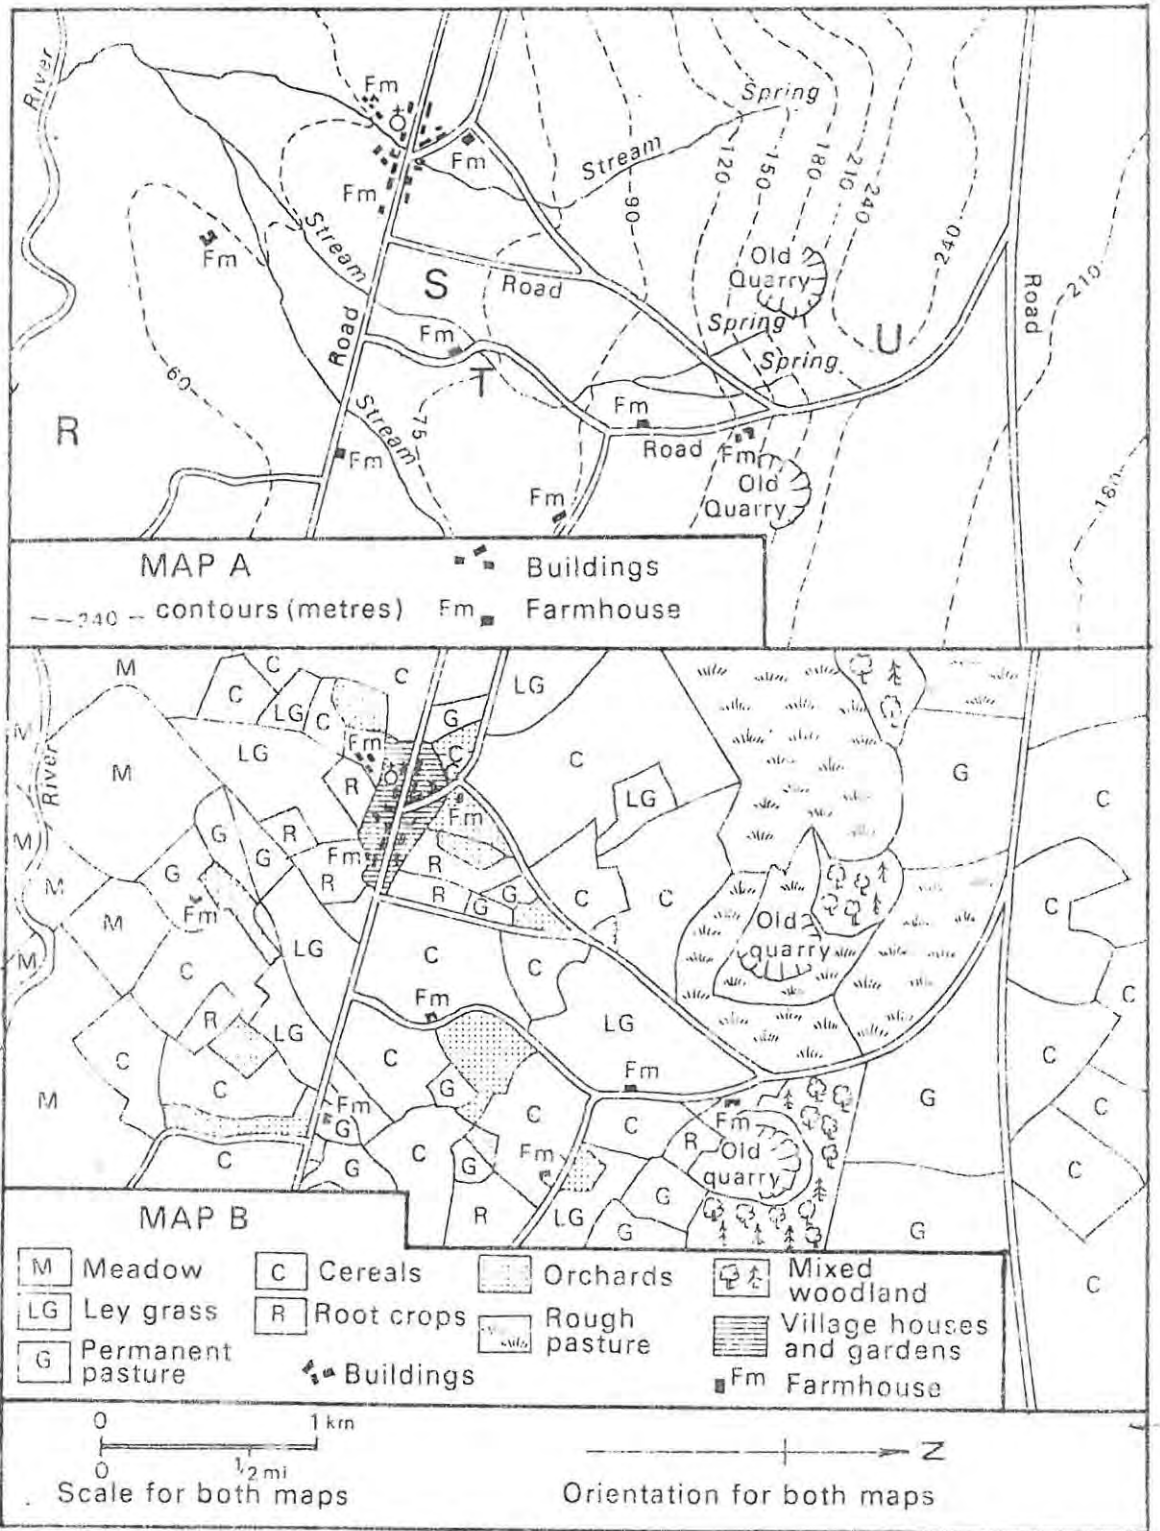 River
Fm
Spring
Fm
Stream
Fm
120
150
180
210
240
240
90
Fm
Stream
S
Road
Old
Quarry
Road
210
Road
Fm
Spring
U
Spring
60
T
Fm
R
Stream
75
Road
Fm
Fm
Old
Quarry
Fm
180
MAP A
Buildings
240 contours (metres)
Fm Farmhouse
M
C
C
C
LG
LG
C
G
M
River
LG
Fm
C
C
G
M
R
LG
C
Fm
M
G
R
G
Fm
R
M
G
R
R
G
G
C
C
C
Fm
M
Old
quarry
M
C
LG
C
C
C
Fm
R
LG
LG
C
C
C
Fm
M
C
G
G
C
Fm
G
C
C
R
Fm
Old
quarry
C
G
C
G
Fm
G
R
LG
G
G
C
MAP B
M Meadow
C Cereals
Orchards
Mixed
woodland
LG Ley grass
R Root crops
Rough
pasture
Village houses
and gardens
G Permanent
pasture
Buildings
Fm Farmhouse
0 1 km
0 1/2 mi
Scale for both maps
N
Orientation for both maps